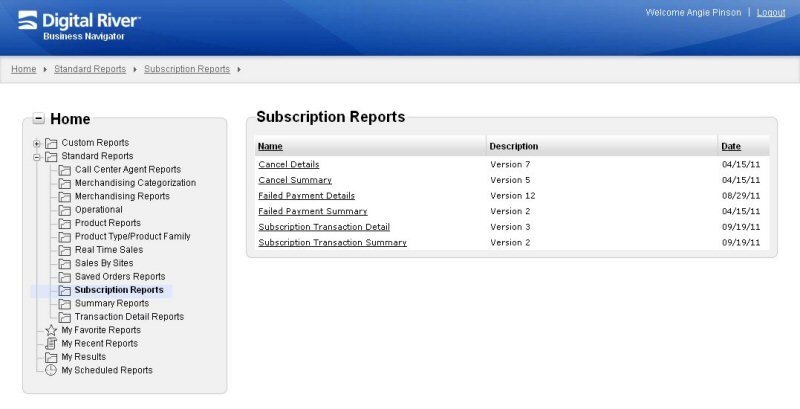 Digital River
Business Navigator
Welcome Angie Pinson | Logout
Home Standard Reports Subscription Reports
Home
Custom Reports
Standard Reports
Call Center Agent Reports
Merchandising Categorization
Merchandising Reports
Operational
Product Reports
Product Type/Product Family
Real Time Sales
Sales By Sites
Saved Orders Reports
Subscription Reports
Summary Reports
Transaction Detail Reports
My Favorite Reports
My Recent Reports
My Results
My Scheduled Reports
Subscription Reports
Name Description Date
Cancel Details Version 7 04/15/11
Cancel Summary Version 5 04/15/11
Failed Payment Details Version 12 08/29/11
Failed Payment Summary Version 2 04/15/11
Subscription Transaction Detail Version 3 09/19/11
Subscription Transaction Summary Version 2 09/19/11